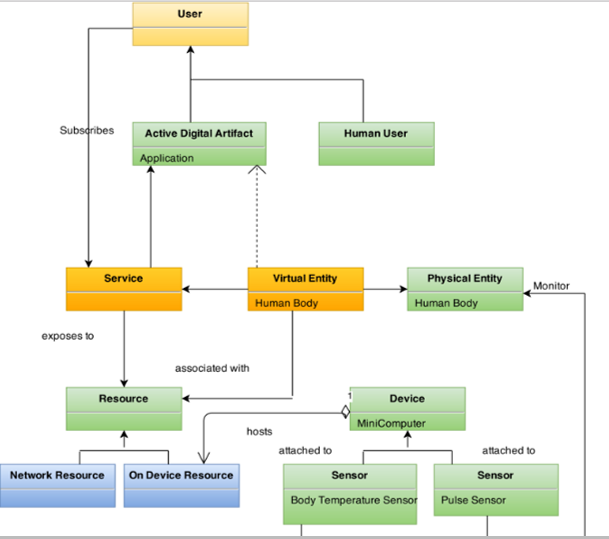 User
Subscribes
Active Digital Artifact
Application
Human User
Service
Virtual Entity
Human Body
Physical Entity
Human Body
Monitor
exposes to
associated with
Resource
1
Device
MiniComputer
hosts
attached to
attached to
Network Resource
On Device Resource
Sensor
Body Temperature Sensor
Sensor
Pulse Sensor